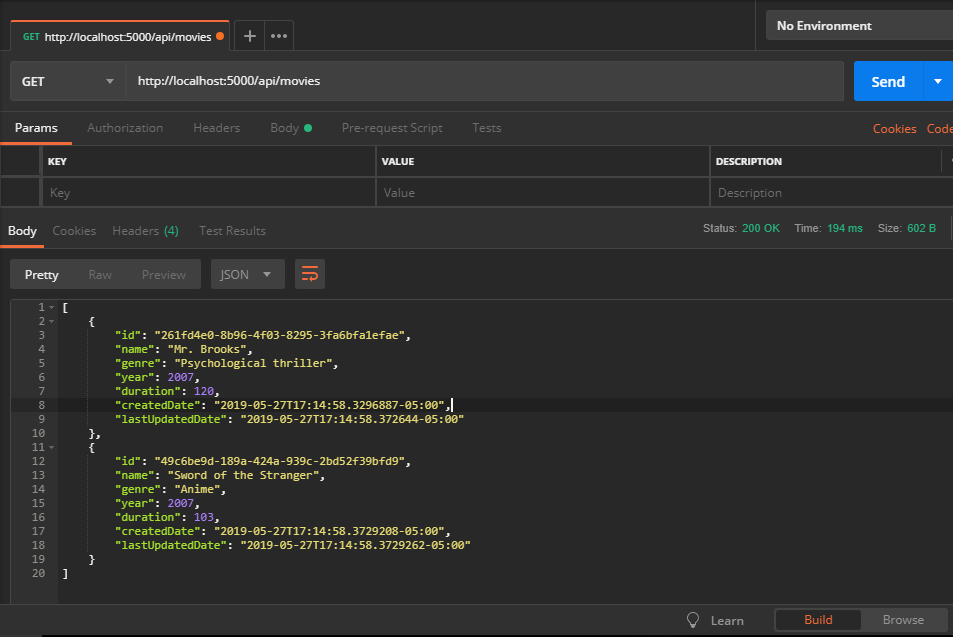 GET http://localhost:5000/api/movies
No Environment
GET http://localhost:5000/api/movies Send
Params Authorization Headers Body Pre-request Script Tests Cookies Code
KEY VALUE DESCRIPTION
Key Value Description
Body Cookies Headers (4) Test Results Status: 200 OK Time: 194 ms Size: 602 B
Pretty Raw Preview JSON
1 [
2 {
3 "id": "261fd4e0-8b96-4f03-8295-3fa6bfa1efae",
4 "name": "Mr. Brooks",
5 "genre": "Psychological thriller",
6 "year": 2007,
7 "duration": 120,
8 "createdDate": "2019-05-27T17:14:58.3296887-05:00",
9 "lastUpdatedDate": "2019-05-27T17:14:58.372644-05:00"
10 },
11 {
12 "id": "49c6be9d-189a-424a-939c-2bd52f39bfd9",
13 "name": "Sword of the Stranger",
14 "genre": "Anime",
15 "year": 2007,
16 "duration": 103,
17 "createdDate": "2019-05-27T17:14:58.3729208-05:00",
18 "lastUpdatedDate": "2019-05-27T17:14:58.3729262-05:00"
19 }
20 ]
Learn Build Browse